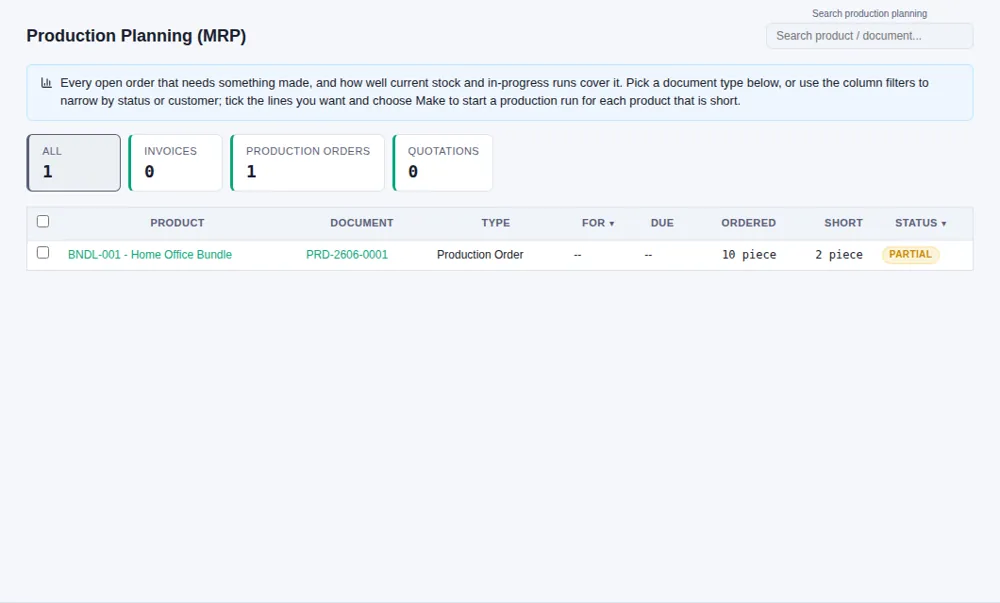 Search production planning
Production Planning (MRP)
Search product / document...
Every open order that needs something made, and how well current stock and in-progress runs cover it. Pick a document type below, or use the column filters to
narrow by status or customer; tick the lines you want and choose Make to start a production run for each product that is short.
ALL
1
INVOICES
0
PRODUCTION ORDERS
1
QUOTATIONS
0
PRODUCT DOCUMENT TYPE FOR ▾ DUE ORDERED SHORT STATUS ▾
BNDL-001 - Home Office Bundle PRD-2606-0001 Production Order -- -- 10 piece 2 piece PARTIAL